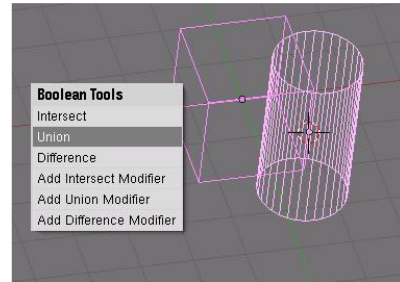 Boolean Tools
Intersect
Union
Difference
Add Intersect Modifier
Add Union Modifier
Add Difference Modifier